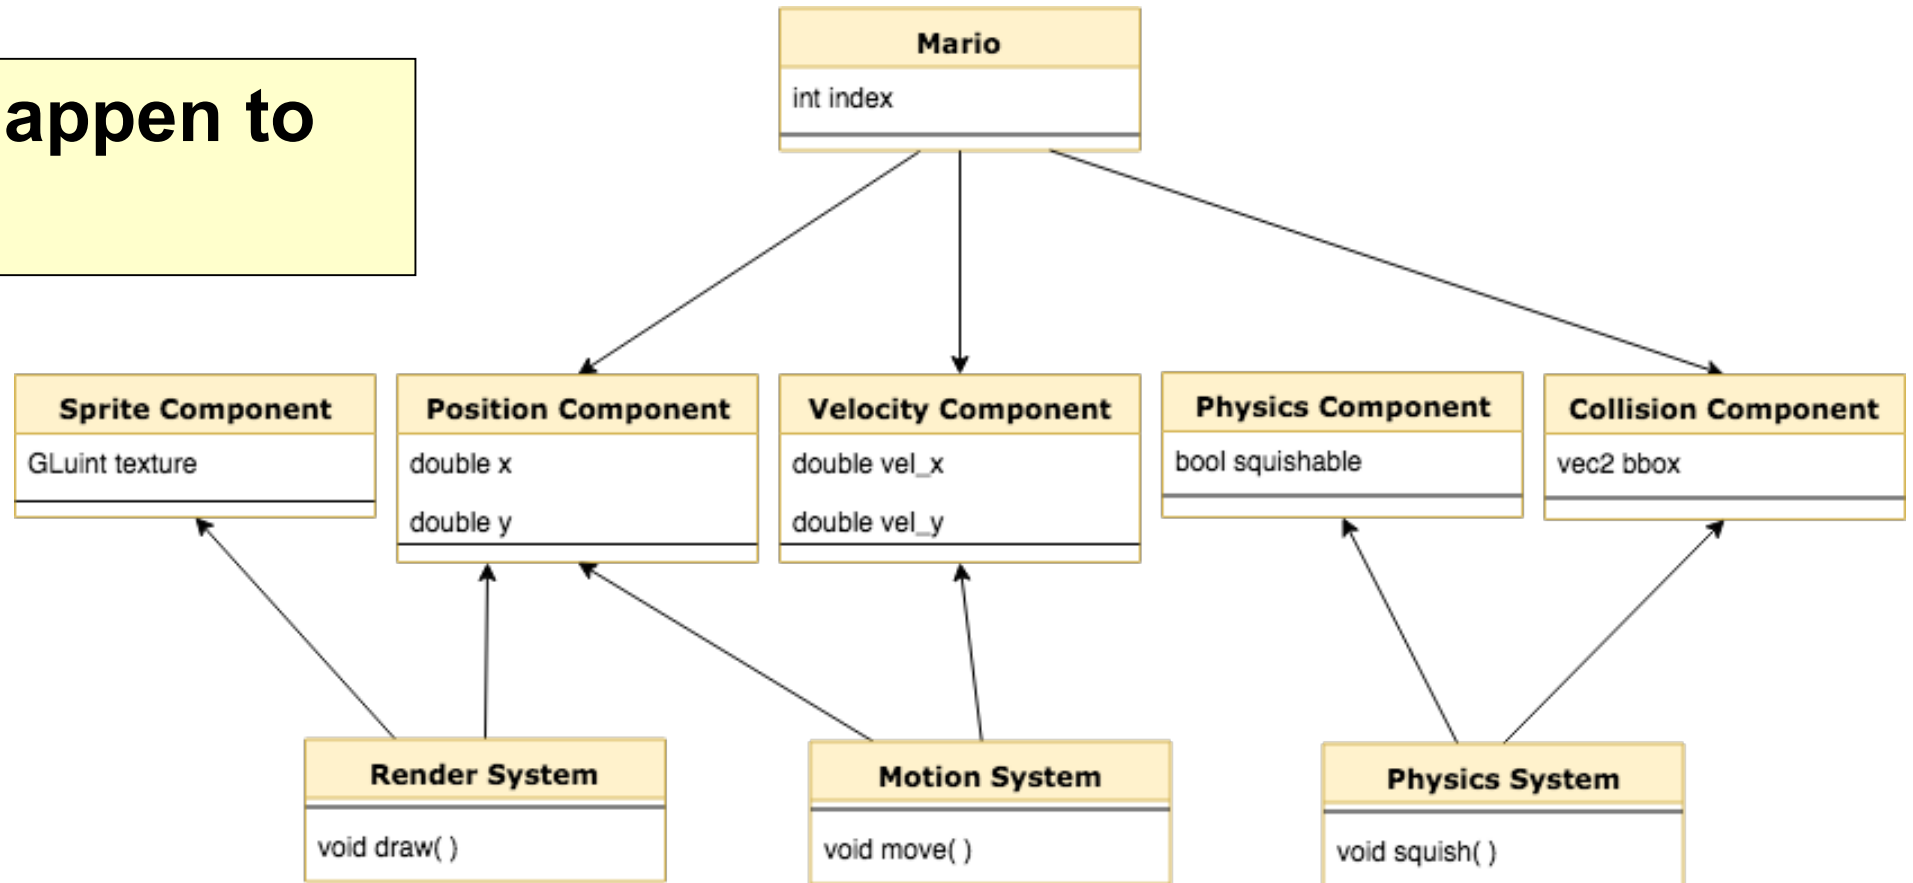 appen to
Mario
int index
Sprite Component
GLuint texture
Position Component
double x
double y
Velocity Component
double vel_x
double vel_y
Physics Component
bool squishable
Collision Component
vec2 bbox
Render System
void draw( )
Motion System
void move( )
Physics System
void squish( )